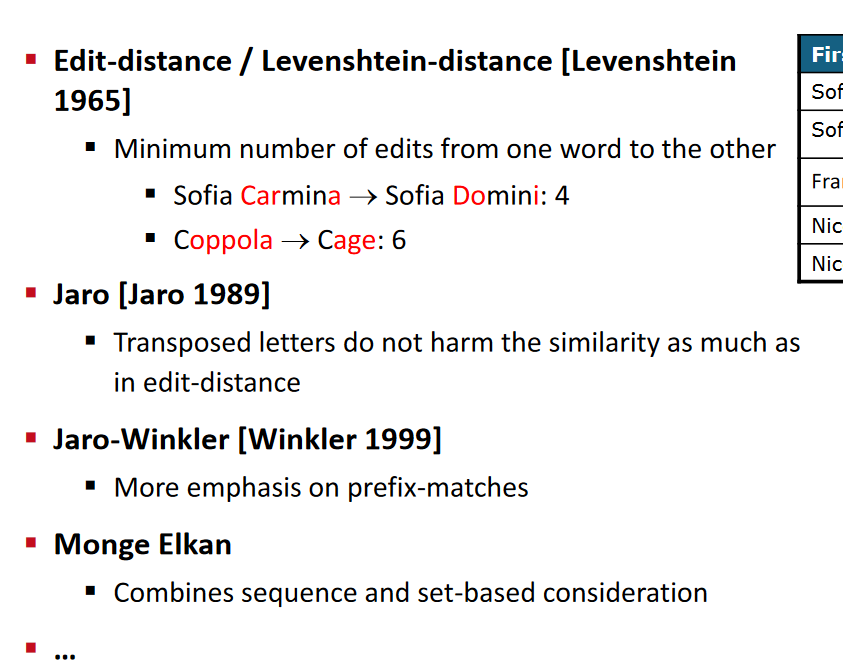 ▪ Edit-distance / Levenshtein-distance [Levenshtein
1965]
▪ Minimum number of edits from one word to the other
▪ Sofia Carmina → Sofia Domini: 4
▪ Coppola → Cage: 6
▪ Jaro [Jaro 1989]
▪ Transposed letters do not harm the similarity as much as
in edit-distance
▪ Jaro-Winkler [Winkler 1999]
▪ More emphasis on prefix-matches
▪ Monge Elkan
▪ Combines sequence and set-based consideration
▪ ...
Sof
Sof
Fra
Nic
Nic